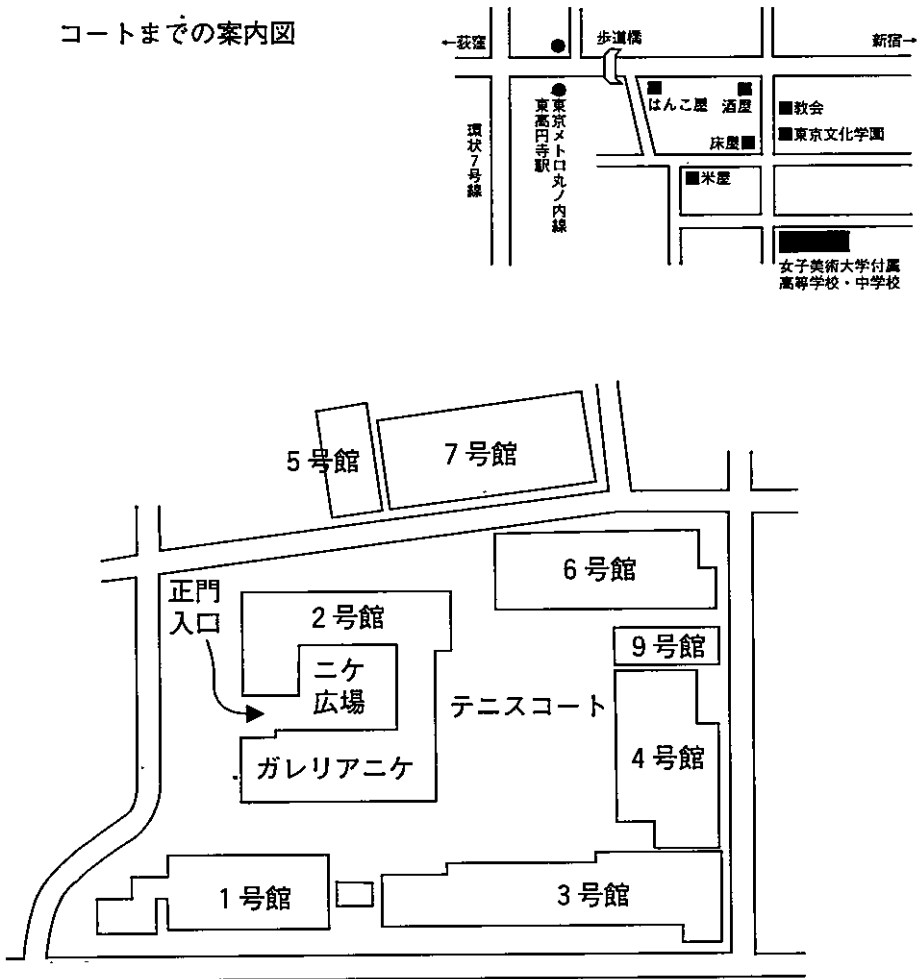 コートまでの案内図
←荻窪
歩道橋
新宿→
はんこ屋
酒屋
教会
東京文化学園
床屋
米屋
環状7号線
東京メトロ丸ノ内線
東高円寺駅
女子美術大学付属
高等学校・中学校
5号館
7号館
6号館
正門
入口
2号館
9号館
ニケ
広場
テニスコート
ガレリアニケ
4号館
1号館
3号館